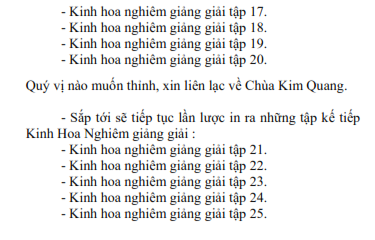 - Kinh hoa nghiêm giảng giải tập 17.
- Kinh hoa nghiêm giảng giải tập 18.
- Kinh hoa nghiêm giảng giải tập 19.
- Kinh hoa nghiêm giảng giải tập 20.
Quý vị nào muốn thỉnh, xin liên lạc về Chùa Kim Quang.
- Sắp tới sẽ tiếp tục lần lược in ra những tập kế tiếp
Kinh Hoa Nghiêm giảng giải :
- Kinh hoa nghiêm giảng giải tập 21.
- Kinh hoa nghiêm giảng giải tập 22.
- Kinh hoa nghiêm giảng giải tập 23.
- Kinh hoa nghiêm giảng giải tập 24.
- Kinh hoa nghiêm giảng giải tập 25.